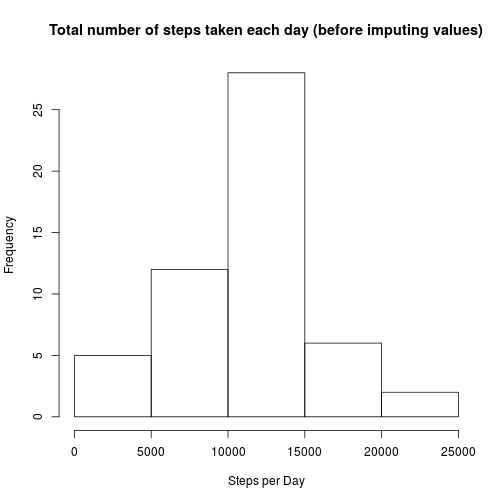 Total number of steps taken each day (before imputing values)
25
20
15
10
5
0
Frequency
0 5000 10000 15000 20000 25000
Steps per Day